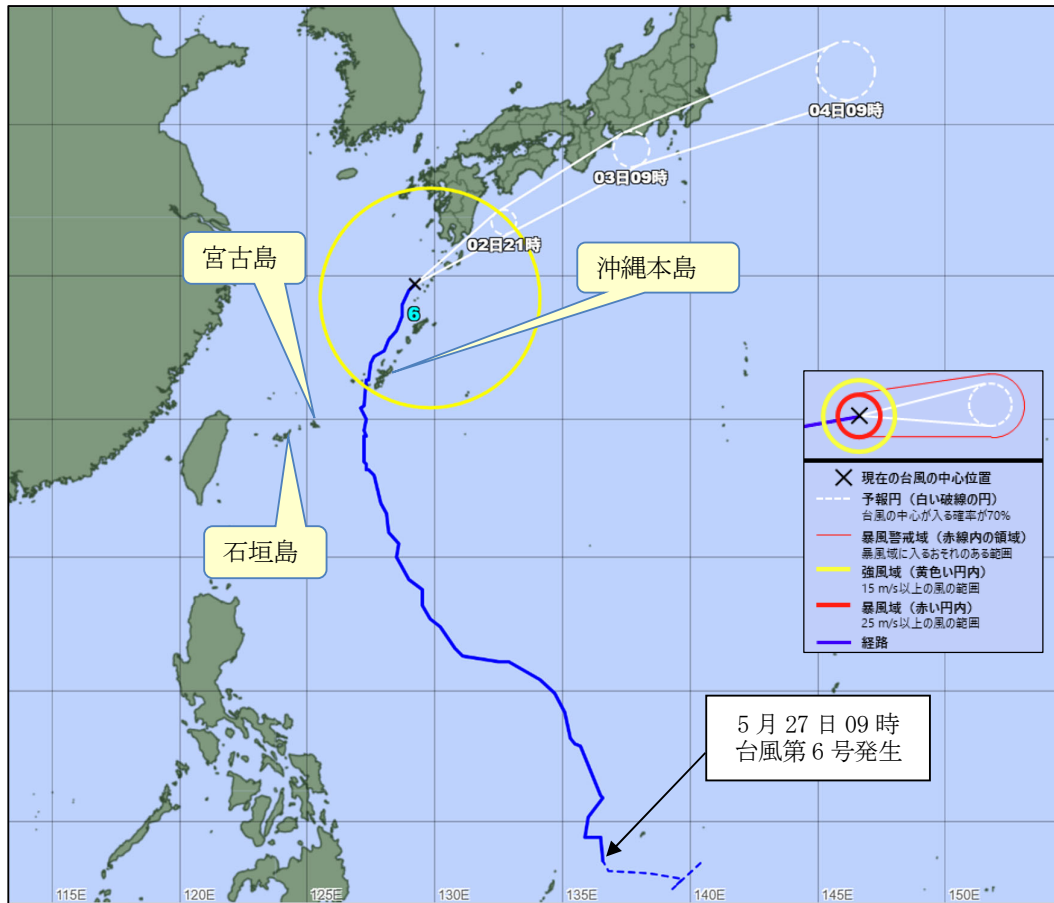 04日09時
03日09時
02日21時
宮古島
沖縄本島
6
石垣島
現在の台風の中心位置
予報円（白い破線の円）
台風の中心が入る確率が70%
暴風警戒域（赤線内の領域）
暴風域に入るおそれのある範囲
強風域（黄色い円内）
15 m/s以上の風の範囲
暴風域（赤い円内）
25 m/s以上の風の範囲
経路
5月27日09時
台風第6号発生
115E 120E 125E 130E 135E 140E 145E 150E